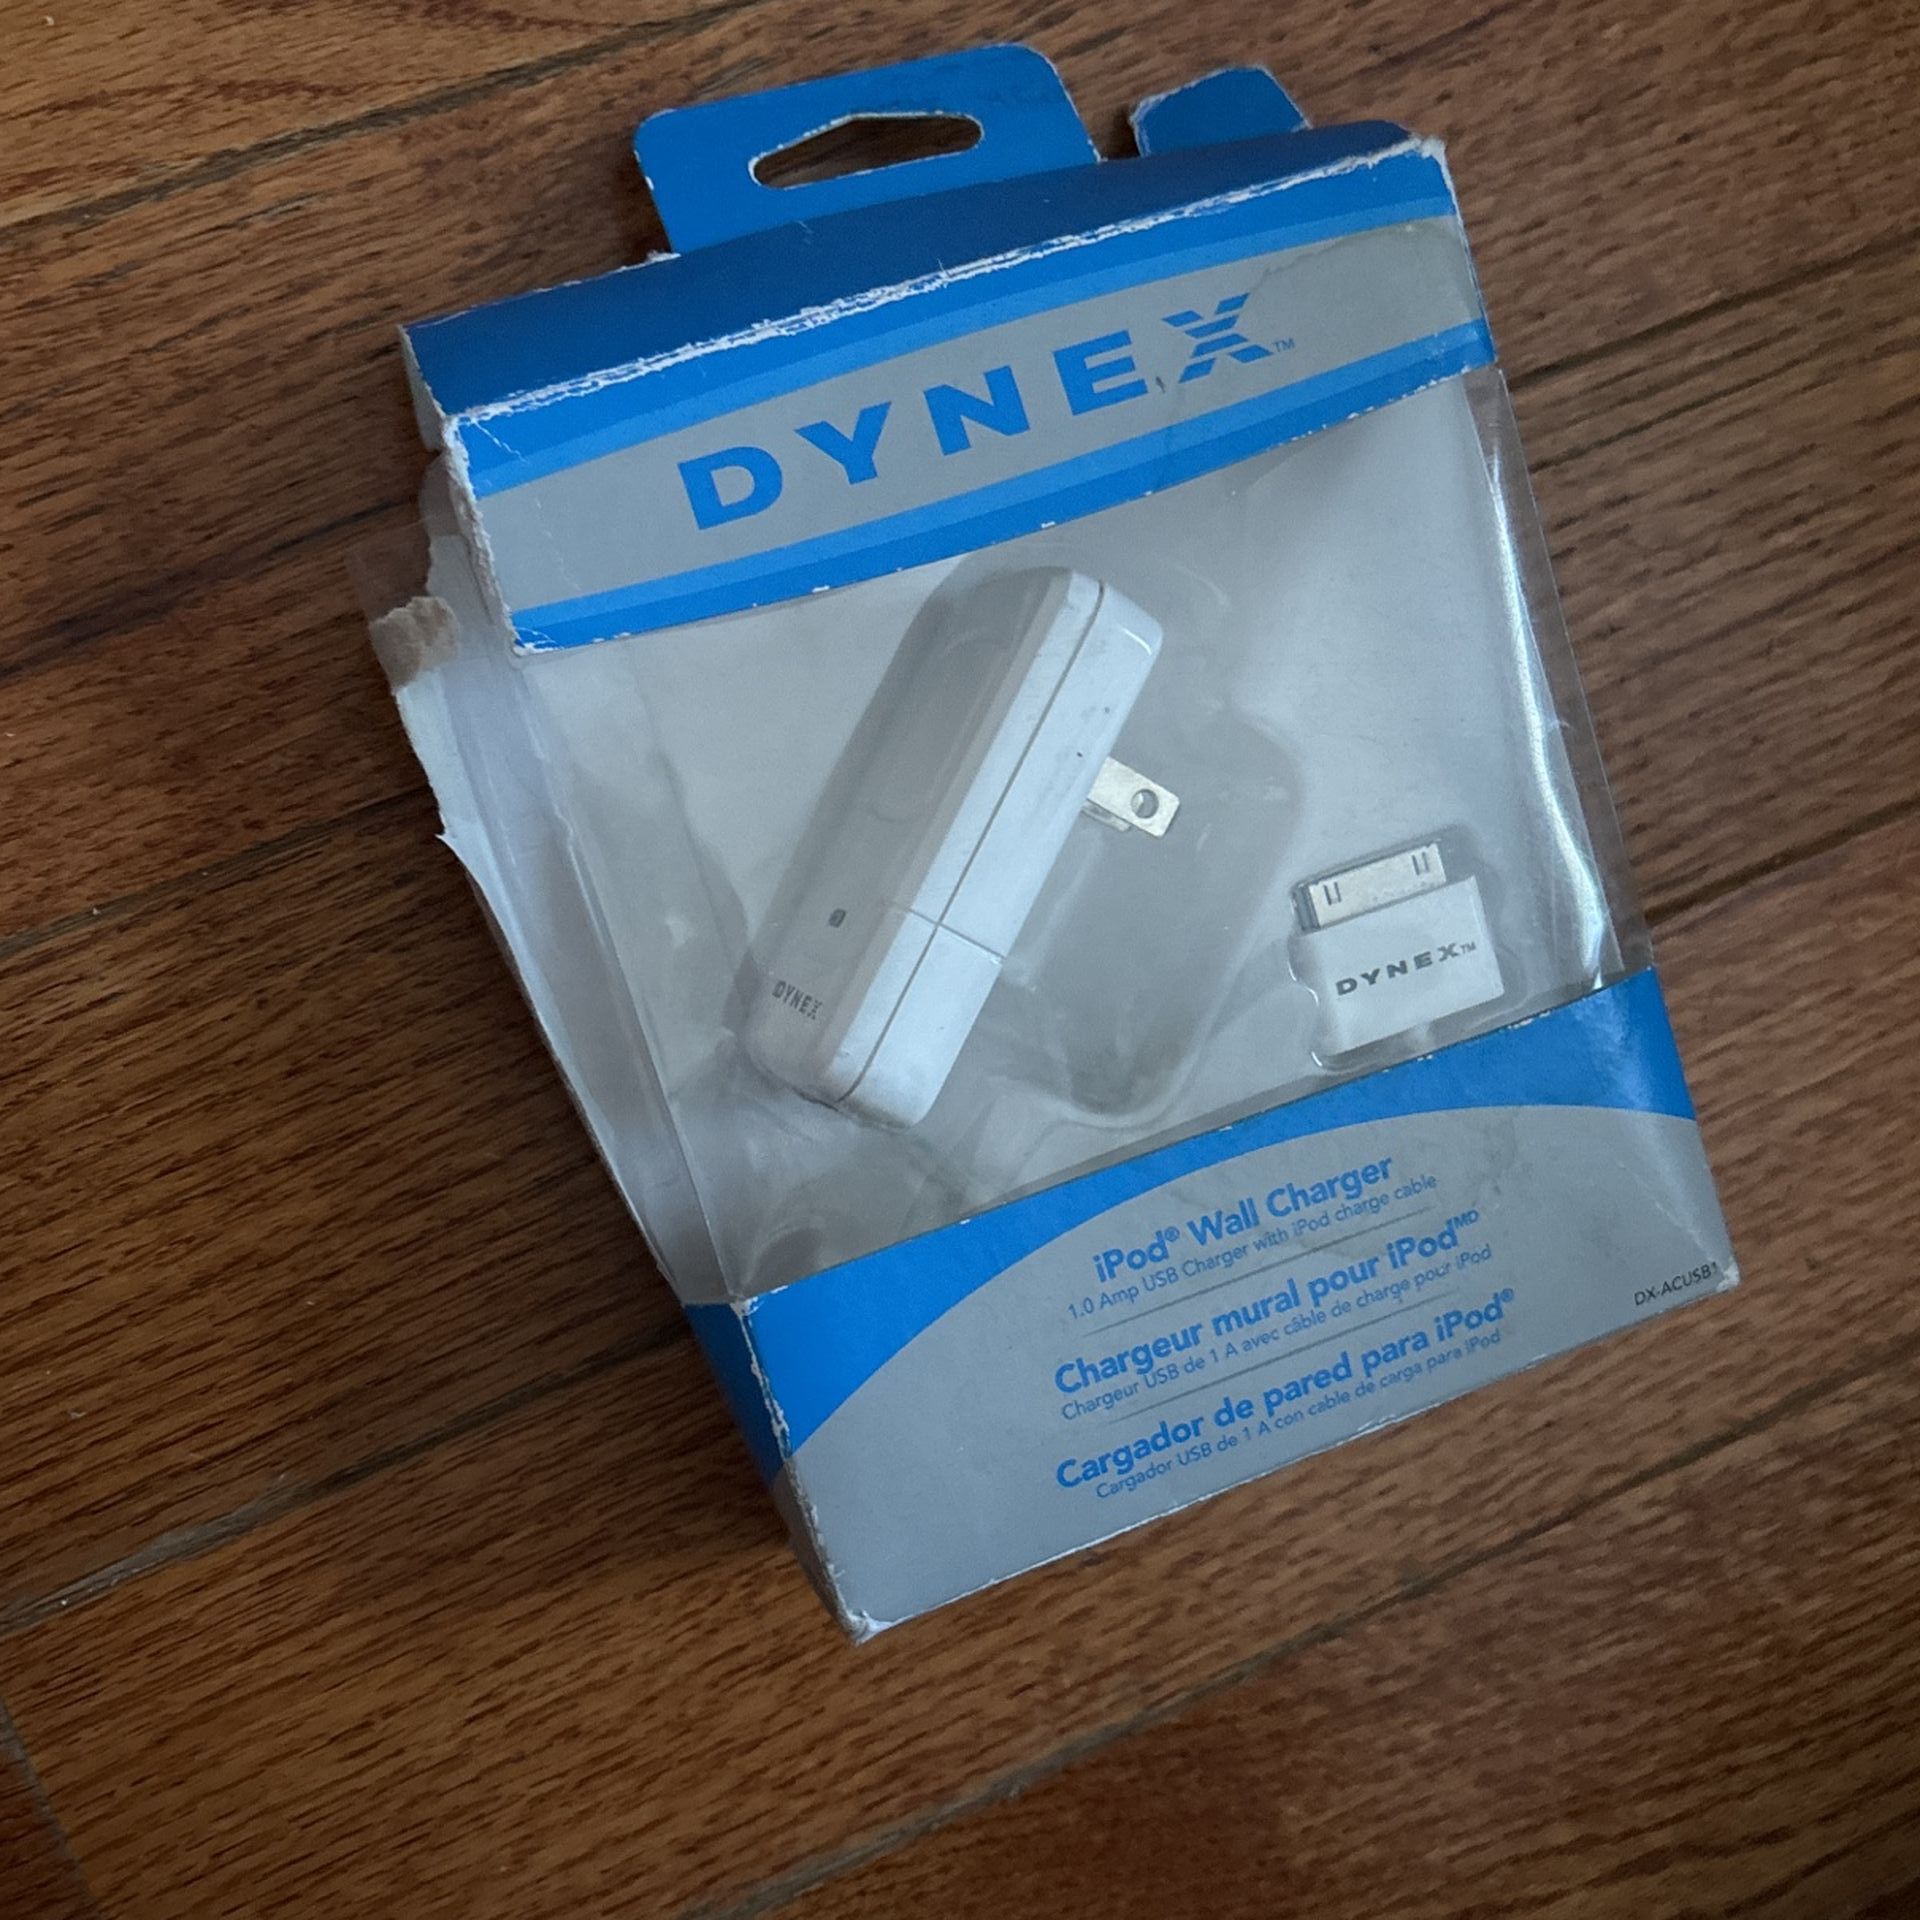 DYNEX™
DYNEX
DYNEX™
iPod® Wall Charger
1.0 Amp USB Charger with iPod charge cable
Chargeur mural pour iPodMD
Chargeur USB de 1 A avec câble de charge pour iPod
Cargador de pared para iPod®
Cargador USB de 1 A con cable de carga para iPod
DX-ACUSB1